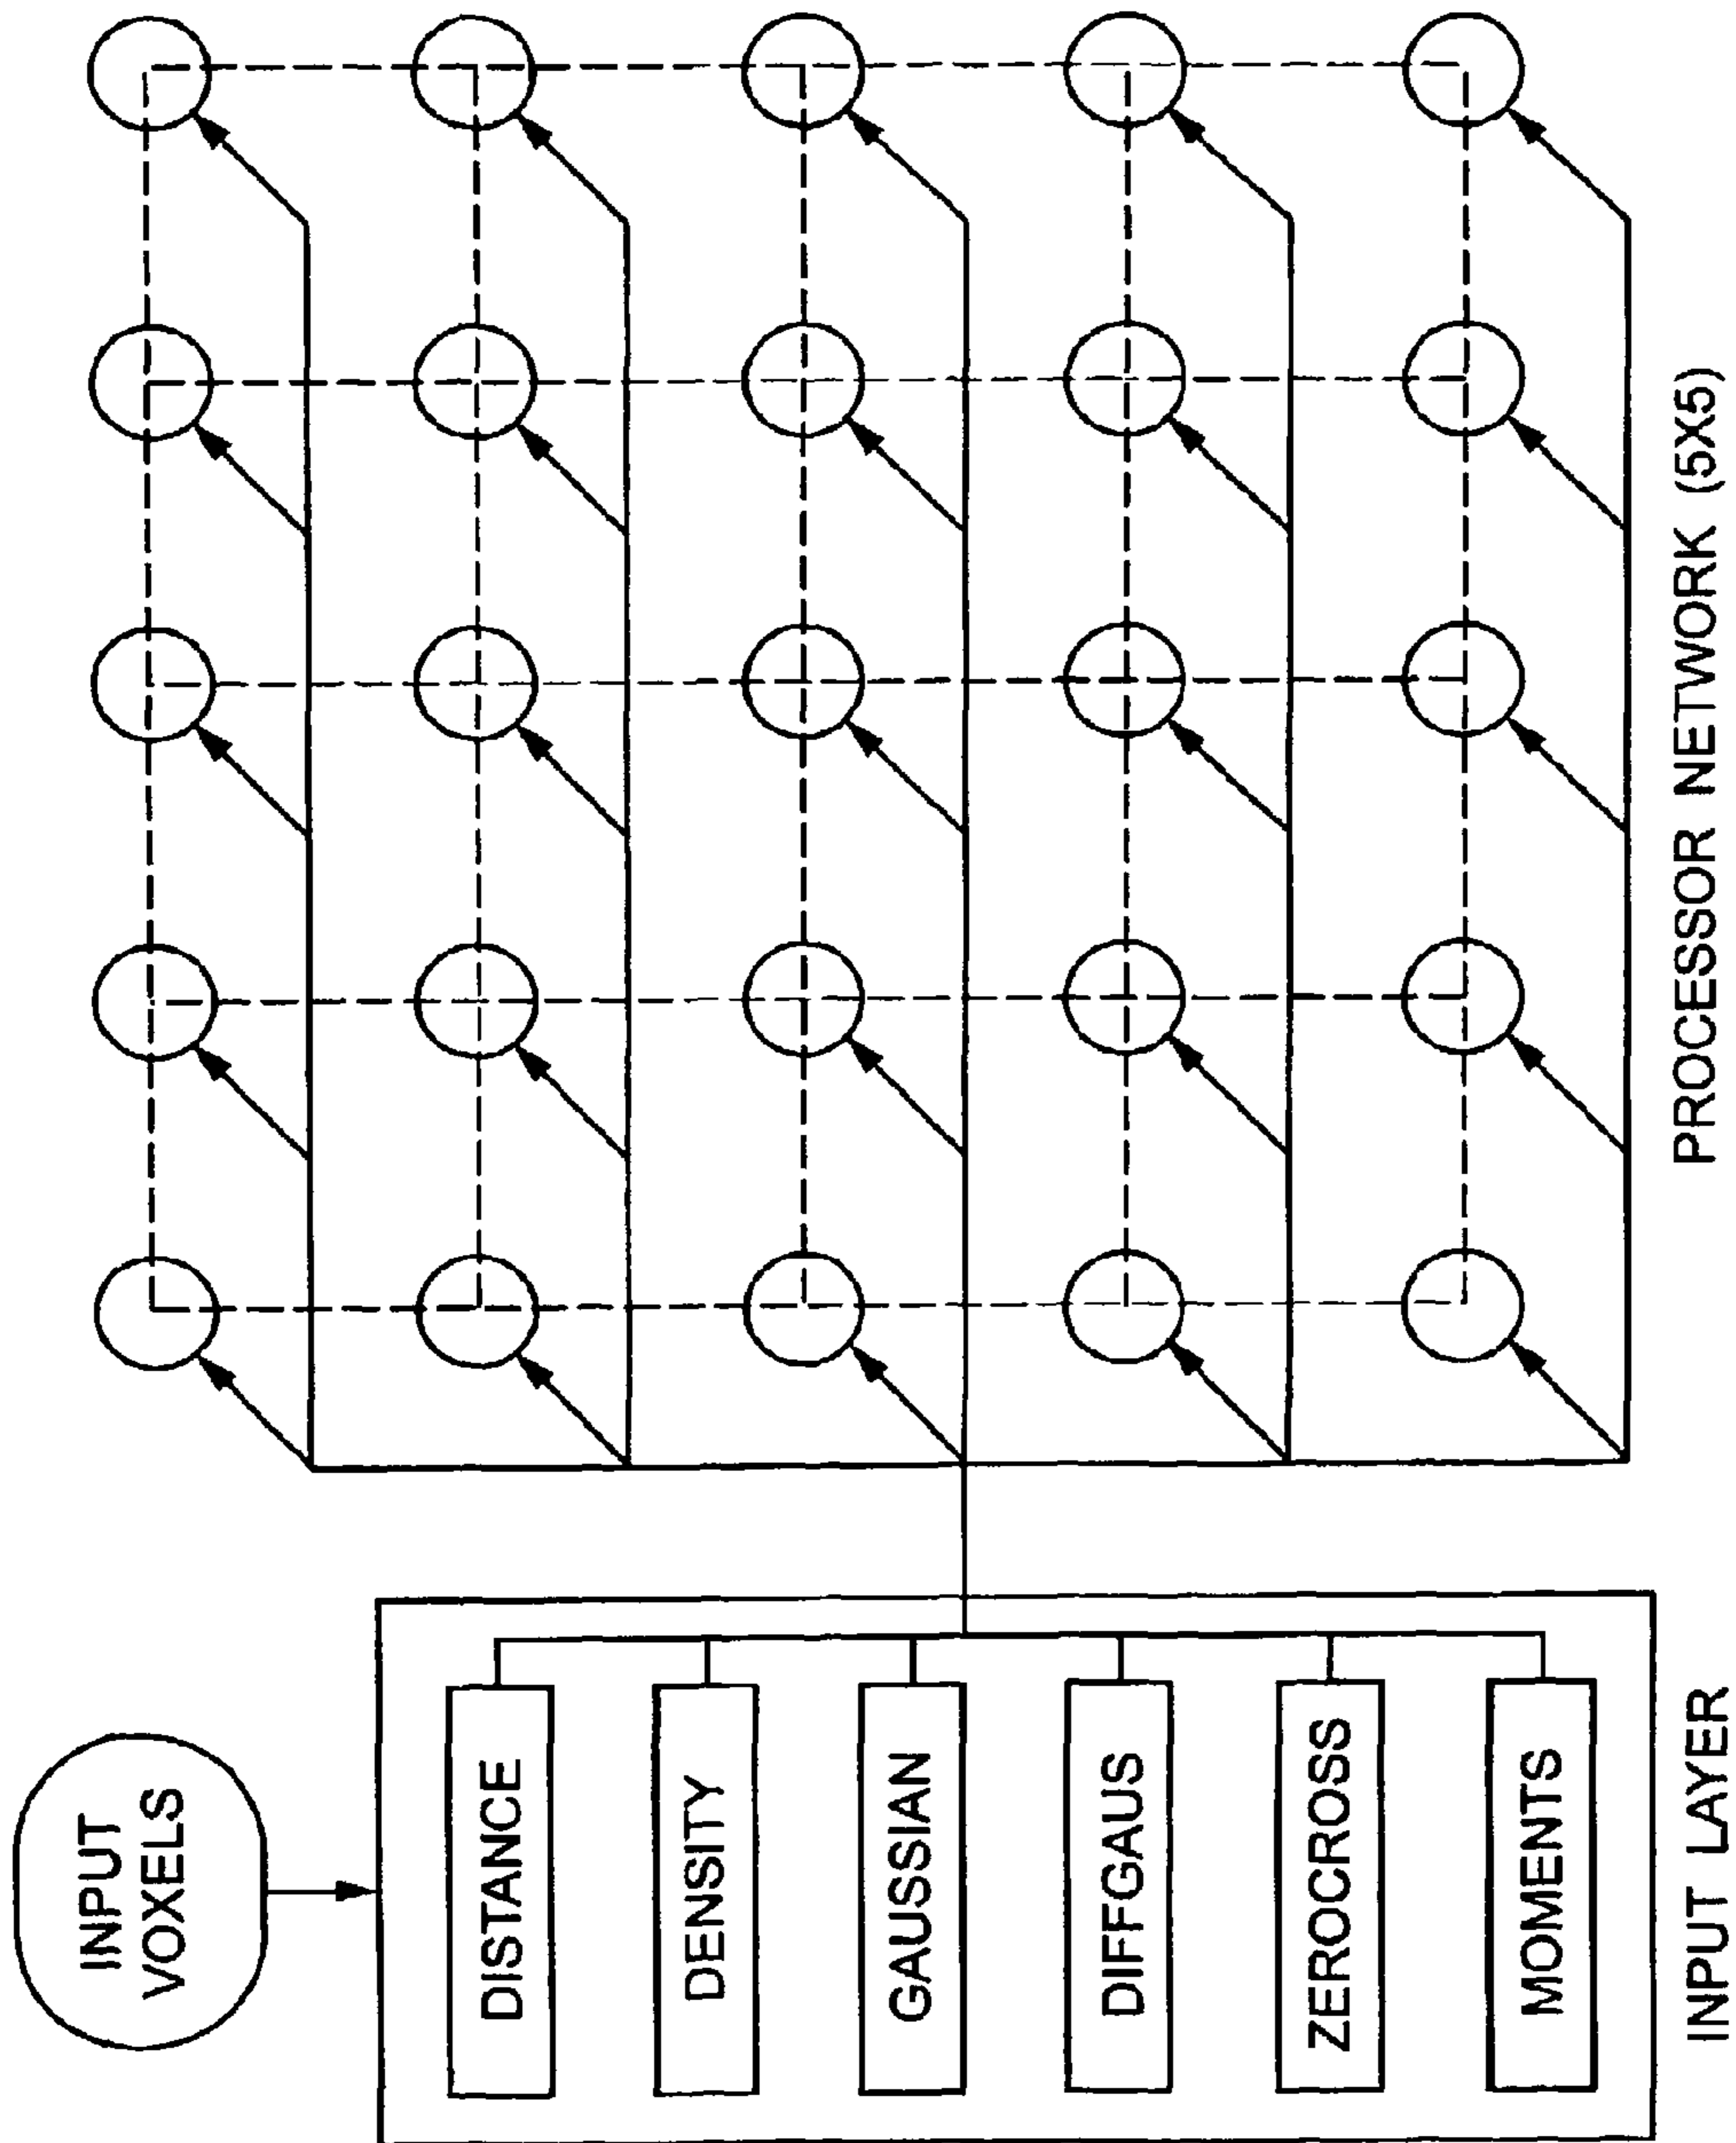 INPUT
VOXELS
DISTANCE
DENSITY
GAUSSIAN
DIFFGAUS
ZEROCROSS
MOMENTS
INPUT LAYER
PROCESSOR NETWORK (5X5)